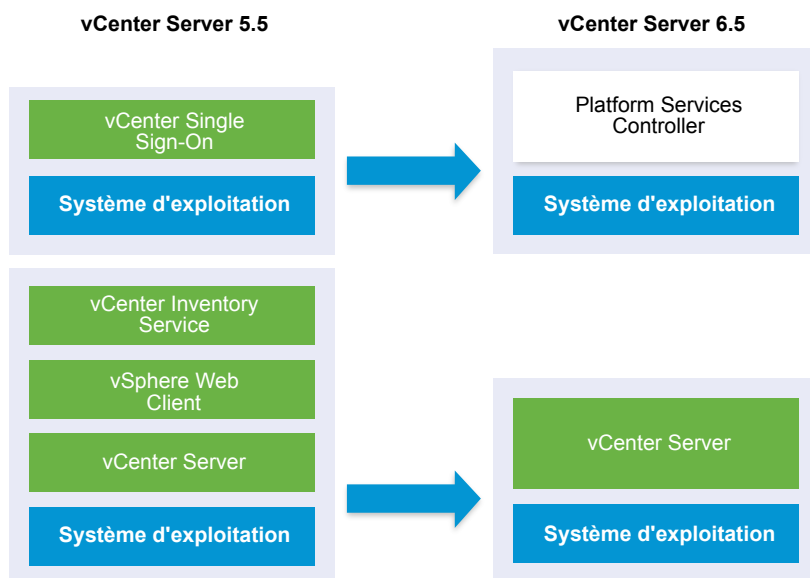 vCenter Server 5.5
vCenter Server 6.5
vCenter Single
Sign-On
Système d'exploitation
Platform Services
Controller
Système d'exploitation
vCenter Inventory
Service
vSphere Web
Client
vCenter Server
Système d'exploitation
vCenter Server
Système d'exploitation